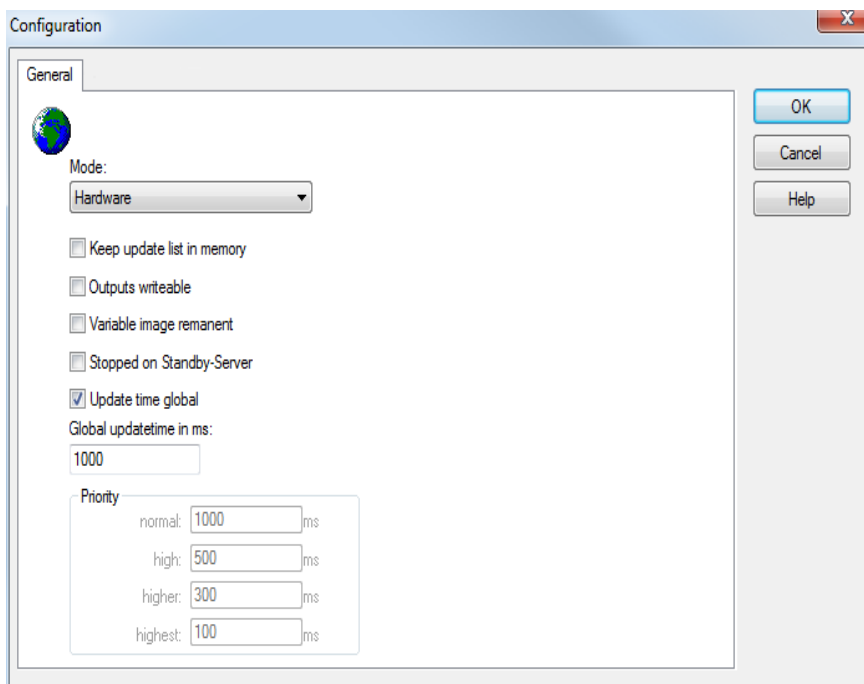 Configuration
X
General
OK
Cancel
Help
Mode:
Hardware
Keep update list in memory
Outputs writeable
Variable image remanent
Stopped on Standby-Server
Update time global
Global updatetime in ms:
1000
Priority
normal: 1000 ms
high: 500 ms
higher: 300 ms
highest: 100 ms